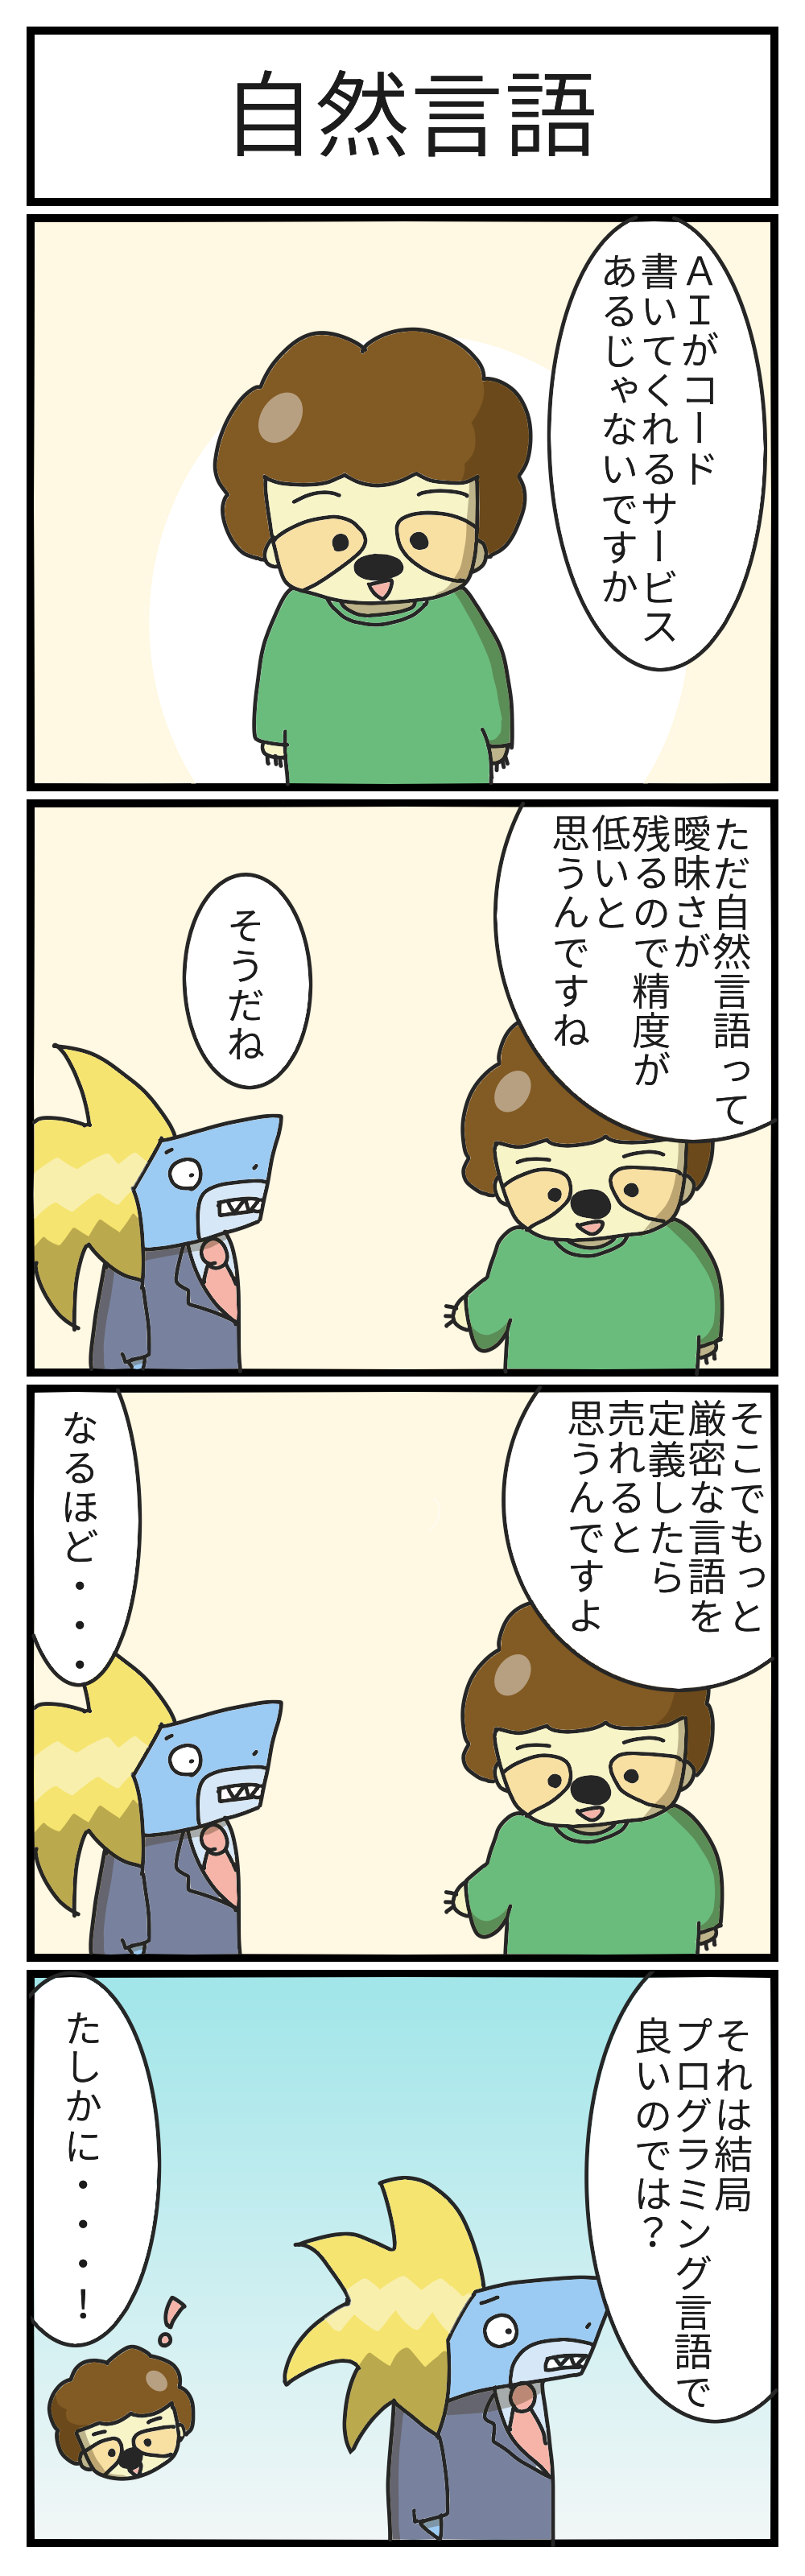 自然言語
ＡＩがコード
書いてくれるサービス
あるじゃないですか
ただ自然言語って
曖昧さが
残るので精度が
低いと
思うんですね
そうだね
そこでもっと
厳密な言語を
定義したら
売れると
思うんですよ
なるほど・・・
それは結局
プログラミング言語で
良いのでは？
たしかに・・・・！